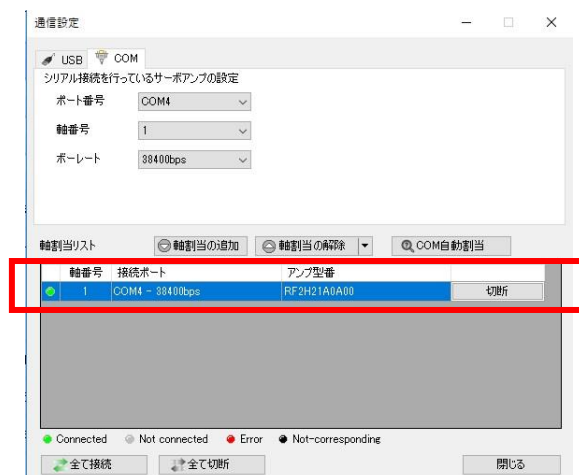 通信設定
USB COM
シリアル接続を行っているサーボアンプの設定
ポート番号 COM4
軸番号 1
ボーレート 38400bps
軸割当リスト 軸割当の追加 軸割当の解除 COM自動割当
軸番号 接続ポート アンプ型番
1 COM4 - 38400bps RF2H21A0A00 切断
Connected Not connected Error Not-corresponding
全て接続 全て切断 閉じる